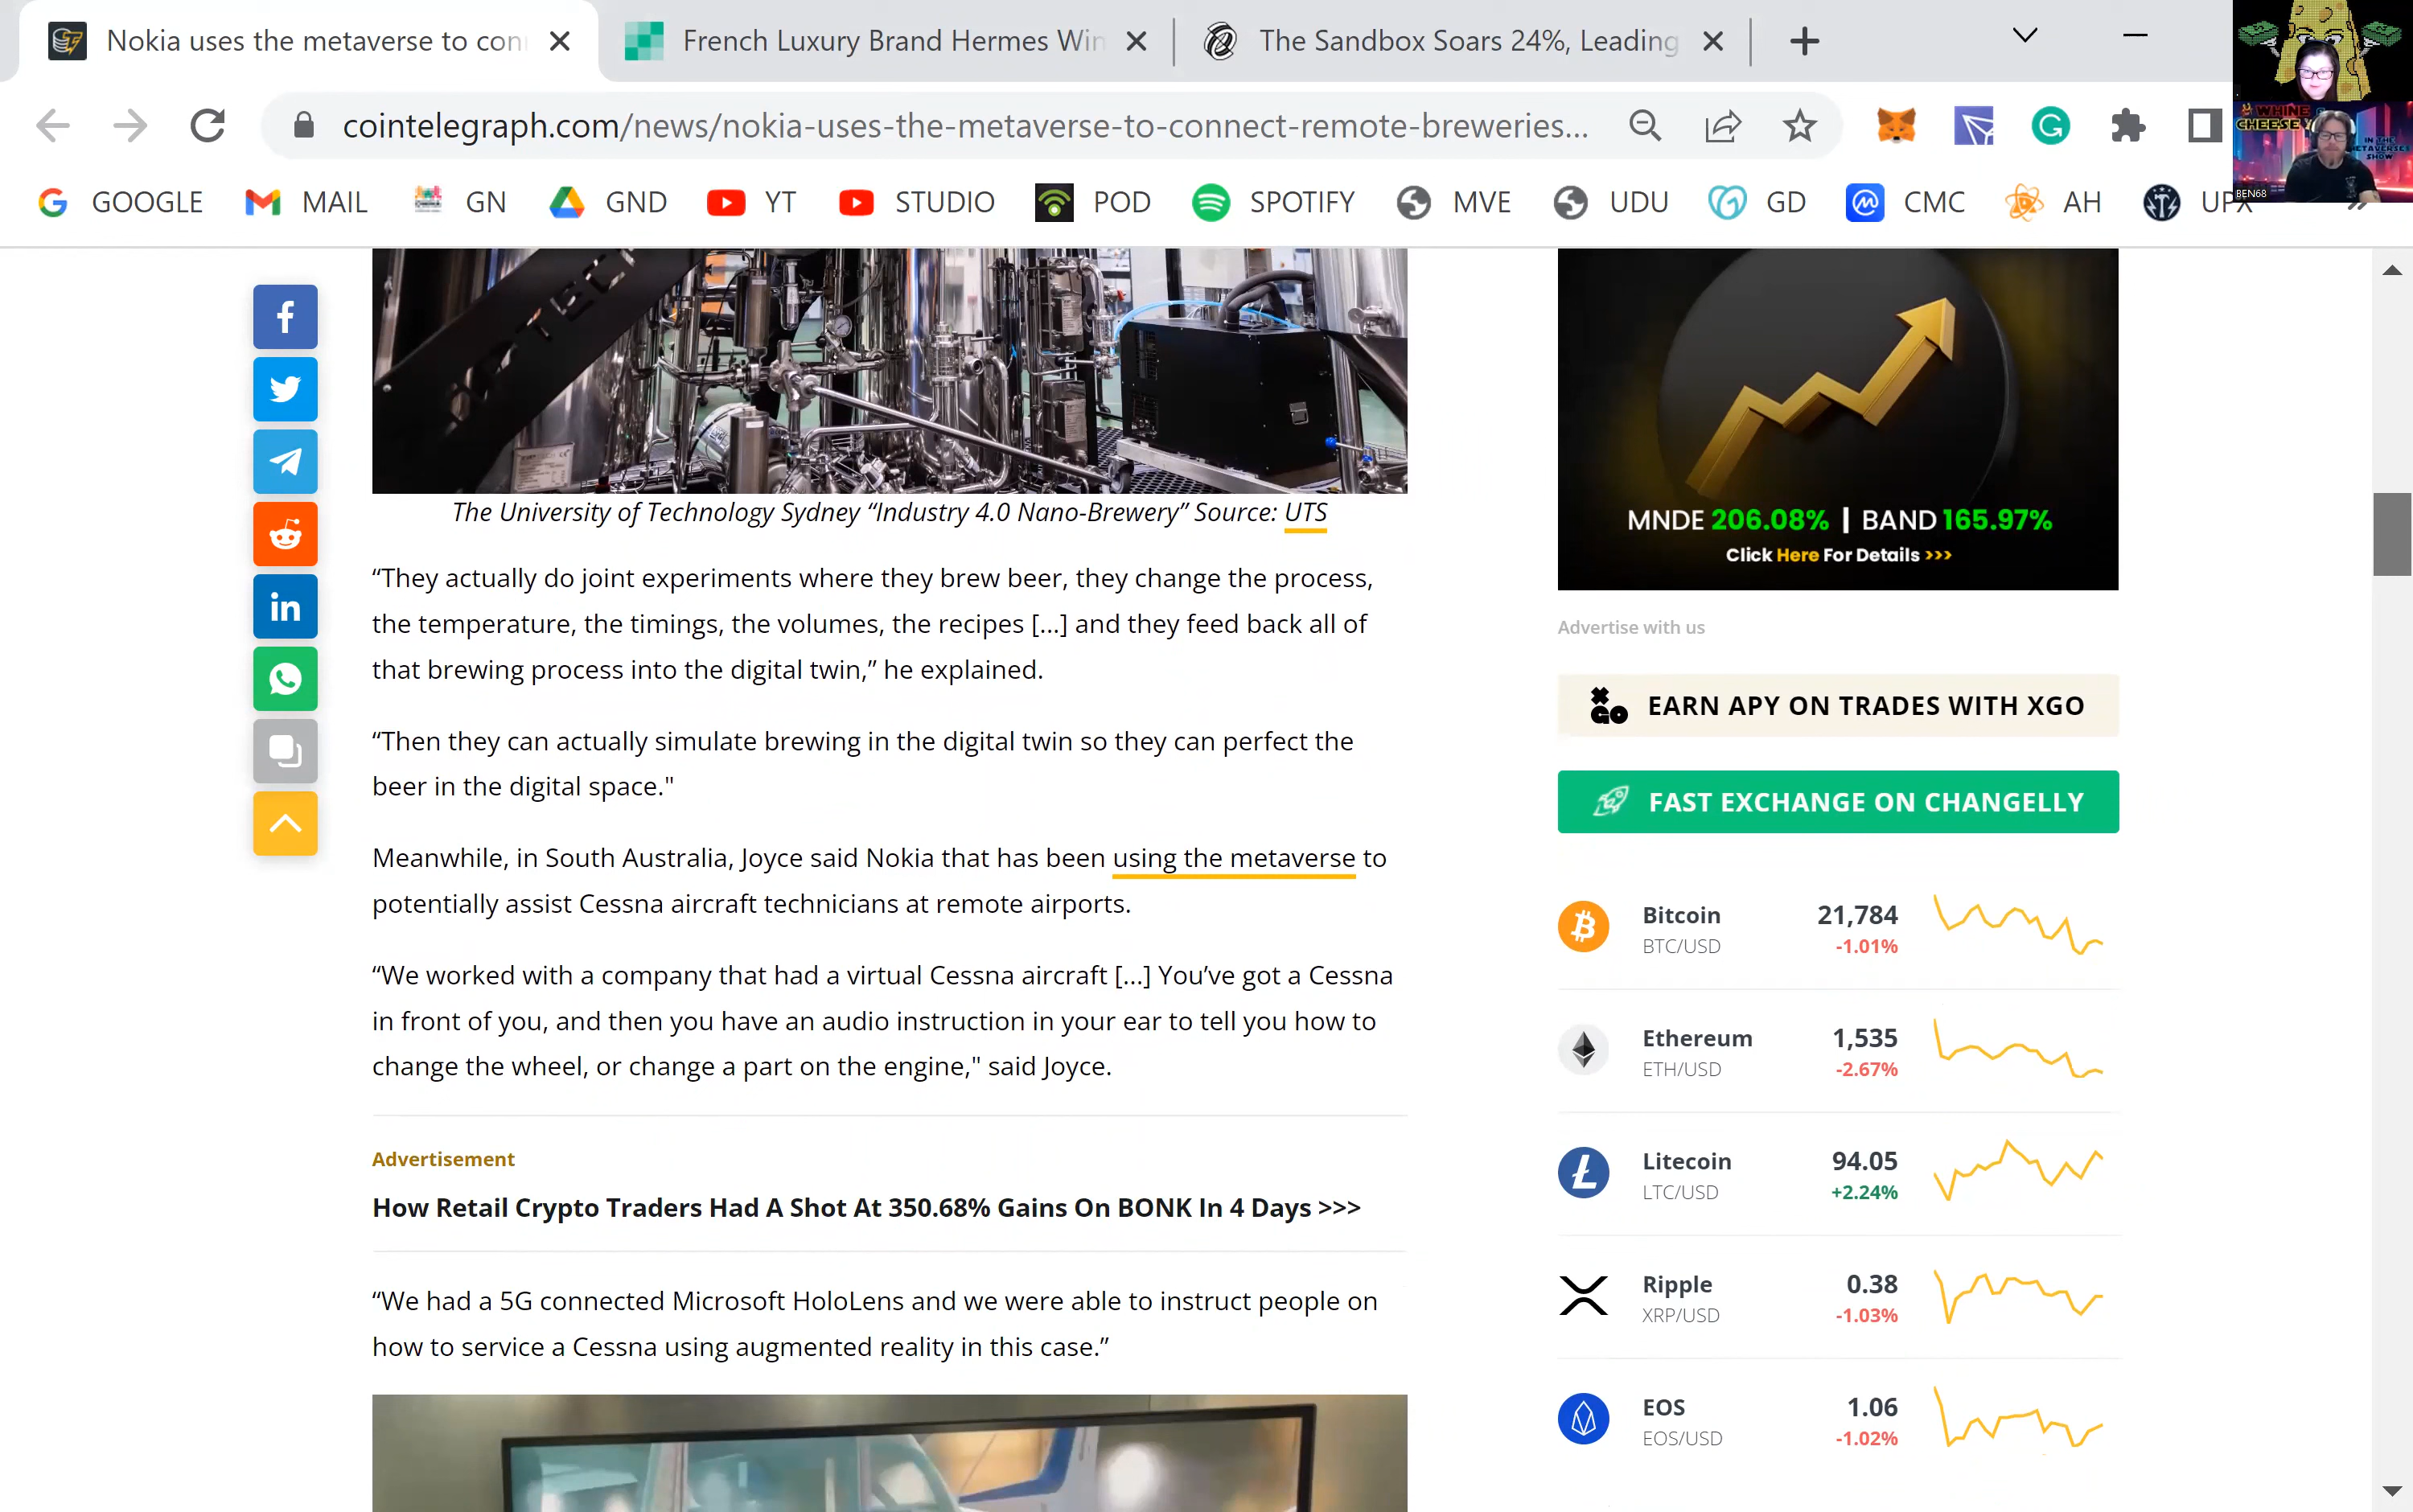 Nokia uses the metaverse to con
French Luxury Brand Hermes Win
The Sandbox Soars 24%, Leading
cointelegraph.com/news/nokia-uses-the-metaverse-to-connect-remote-breweries...
GOOGLE
MAIL
GN
GND
YT
STUDIO
POD
SPOTIFY
MVE
UDU
GD
CMC
AH
UPX
WHINE
CHEESE
IN THE
METAVERSE
SHOW
BEN68
The University of Technology Sydney “Industry 4.0 Nano-Brewery” Source: UTS
“They actually do joint experiments where they brew beer, they change the process,
the temperature, the timings, the volumes, the recipes [...] and they feed back all of
that brewing process into the digital twin,” he explained.
“Then they can actually simulate brewing in the digital twin so they can perfect the
beer in the digital space."
Meanwhile, in South Australia, Joyce said Nokia that has been using the metaverse to
potentially assist Cessna aircraft technicians at remote airports.
“We worked with a company that had a virtual Cessna aircraft [...] You’ve got a Cessna
in front of you, and then you have an audio instruction in your ear to tell you how to
change the wheel, or change a part on the engine," said Joyce.
Advertisement
How Retail Crypto Traders Had A Shot At 350.68% Gains On BONK In 4 Days >>>
“We had a 5G connected Microsoft HoloLens and we were able to instruct people on
how to service a Cessna using augmented reality in this case.”
MNDE 206.08% | BAND 165.97%
Click Here For Details >>>
Advertise with us
XGO
EARN APY ON TRADES WITH XGO
FAST EXCHANGE ON CHANGELLY
Bitcoin 21,784
BTC/USD -1.01%
Ethereum 1,535
ETH/USD -2.67%
Litecoin 94.05
LTC/USD +2.24%
Ripple 0.38
XRP/USD -1.03%
EOS 1.06
EOS/USD -1.02%